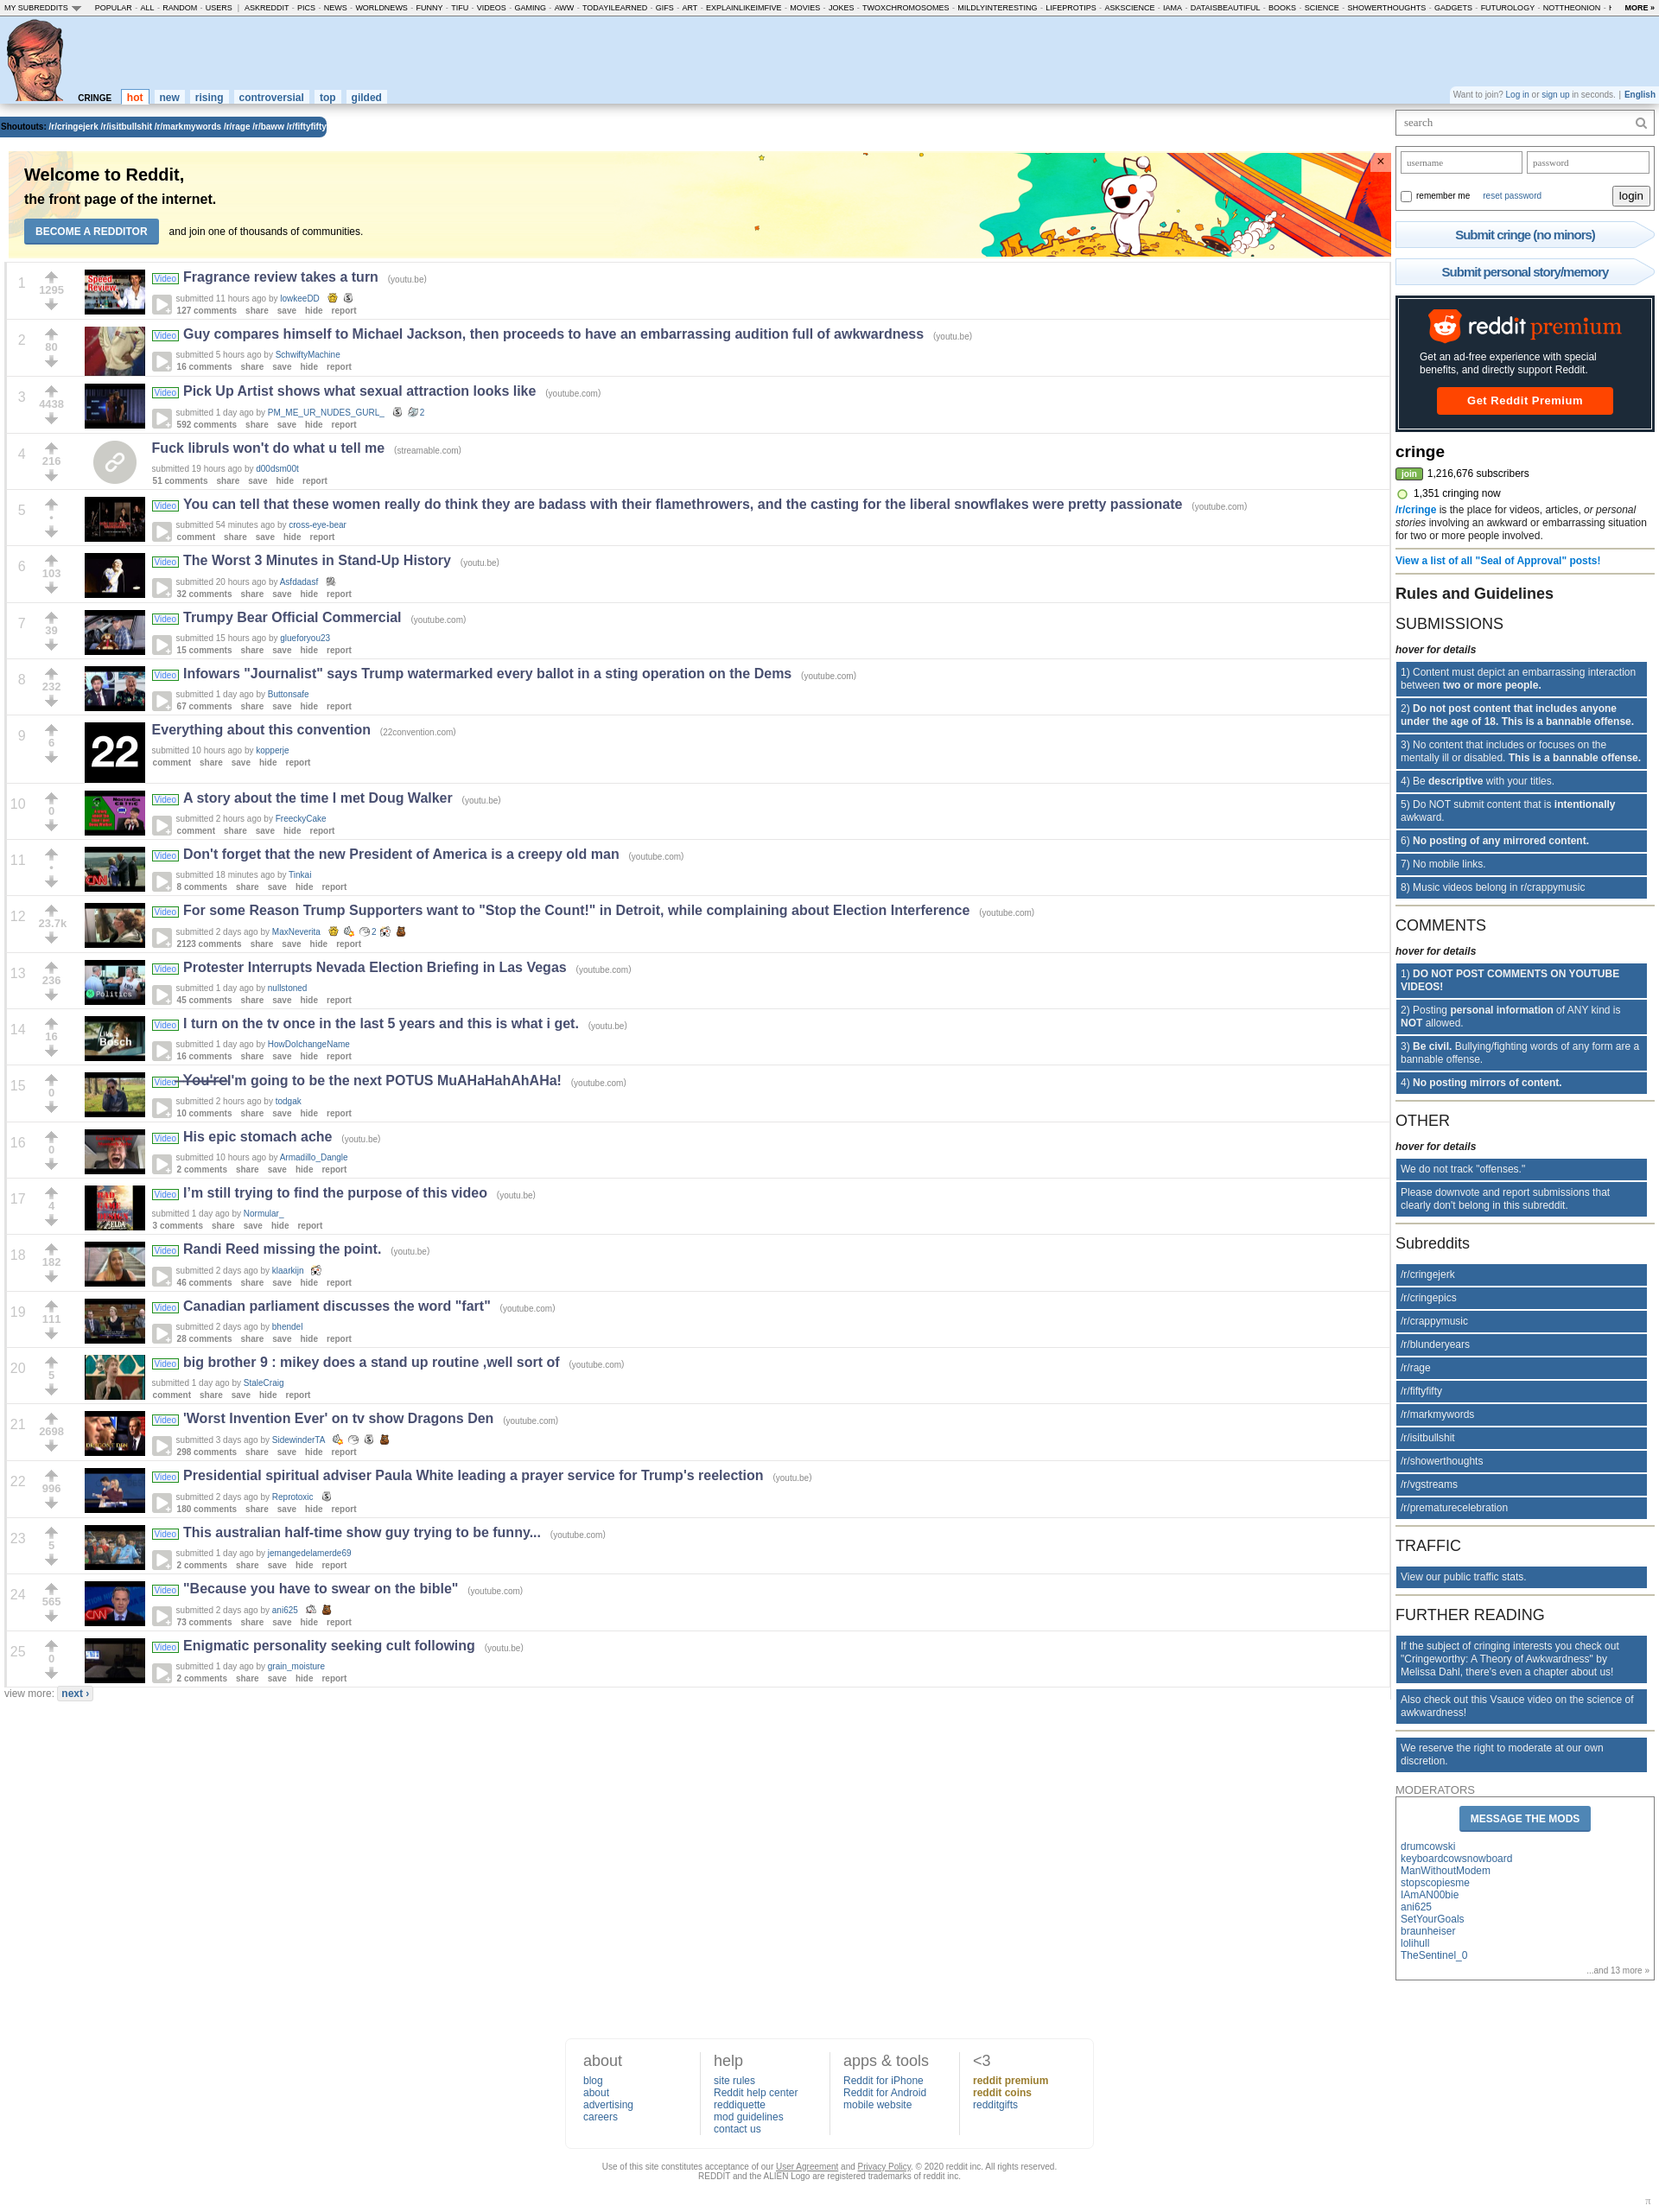 MY SUBREDDITS POPULAR - ALL - RANDOM - USERS | ASKREDDIT - PICS - NEWS - WORLDNEWS - FUNNY - TIFU - VIDEOS - GAMING - AWW - TODAYILEARNED - GIFS - ART - EXPLAINLIKEIMFIVE - MOVIES - JOKES - TWOXCHROMOSOMES - MILDLYINTERESTING - LIFEPROTIPS - ASKSCIENCE - IAMA - DATAISBEAUTIFUL - BOOKS - SCIENCE - SHOWERTHOUGHTS - GADGETS - FUTUROLOGY - NOTTHEONION - MORE »
CRINGE hot new rising controversial top gilded
Want to join? Log in or sign up in seconds. | English
Shoutouts: /r/cringejerk /r/isitbullshit /r/markmywords /r/rage /r/baww /r/fiftyfifty
Welcome to Reddit,
the front page of the internet.
BECOME A REDDITOR and join one of thousands of communities.
×
1 1295 Video Fragrance review takes a turn (youtu.be)
Speed Review
submitted 11 hours ago by lowkeeDD
127 comments share save hide report
2 80 Video Guy compares himself to Michael Jackson, then proceeds to have an embarrassing audition full of awkwardness (youtu.be)
submitted 5 hours ago by SchwiftyMachine
16 comments share save hide report
3 4438 Video Pick Up Artist shows what sexual attraction looks like (youtube.com)
submitted 1 day ago by PM_ME_UR_NUDES_GURL_ 2
592 comments share save hide report
4 216 Fuck libruls won't do what u tell me (streamable.com)
submitted 19 hours ago by d00dsm00t
51 comments share save hide report
5 • Video You can tell that these women really do think they are badass with their flamethrowers, and the casting for the liberal snowflakes were pretty passionate (youtube.com)
submitted 54 minutes ago by cross-eye-bear
comment share save hide report
6 103 Video The Worst 3 Minutes in Stand-Up History (youtu.be)
submitted 20 hours ago by Asfdadasf
32 comments share save hide report
7 39 Video Trumpy Bear Official Commercial (youtube.com)
submitted 15 hours ago by glueforyou23
15 comments share save hide report
8 232 Video Infowars "Journalist" says Trump watermarked every ballot in a sting operation on the Dems (youtube.com)
submitted 1 day ago by Buttonsafe
67 comments share save hide report
9 6 22 Everything about this convention (22convention.com)
submitted 10 hours ago by kopperje
comment share save hide report
10 0 Video A story about the time I met Doug Walker (youtu.be)
submitted 2 hours ago by FreeckyCake
comment share save hide report
11 • CNN Video Don't forget that the new President of America is a creepy old man (youtube.com)
submitted 18 minutes ago by Tinkai
8 comments share save hide report
12 23.7k Video For some Reason Trump Supporters want to "Stop the Count!" in Detroit, while complaining about Election Interference (youtube.com)
submitted 2 days ago by MaxNeverita 2
2123 comments share save hide report
13 236 Politics Video Protester Interrupts Nevada Election Briefing in Las Vegas (youtube.com)
submitted 1 day ago by nullstoned
45 comments share save hide report
14 16 Like a Bosch Video I turn on the tv once in the last 5 years and this is what i get. (youtu.be)
submitted 1 day ago by HowDoIchangeName
16 comments share save hide report
15 0 Video You'reI'm going to be the next POTUS MuAHaHahAhAHa! (youtube.com)
submitted 2 hours ago by todgak
10 comments share save hide report
16 0 Video His epic stomach ache (youtu.be)
submitted 10 hours ago by Armadillo_Dangle
2 comments share save hide report
17 4 Video I'm still trying to find the purpose of this video (youtu.be)
submitted 1 day ago by Normular_
3 comments share save hide report
18 182 Video Randi Reed missing the point. (youtu.be)
submitted 2 days ago by klaarkijn
46 comments share save hide report
19 111 Video Canadian parliament discusses the word "fart" (youtube.com)
submitted 2 days ago by bhendel
28 comments share save hide report
20 5 Video big brother 9 : mikey does a stand up routine ,well sort of (youtube.com)
submitted 1 day ago by StaleCraig
comment share save hide report
21 2698 Video 'Worst Invention Ever' on tv show Dragons Den (youtube.com)
submitted 3 days ago by SidewinderTA
298 comments share save hide report
22 996 Video Presidential spiritual adviser Paula White leading a prayer service for Trump's reelection (youtu.be)
submitted 2 days ago by Reprotoxic
180 comments share save hide report
23 5 Video This australian half-time show guy trying to be funny... (youtube.com)
submitted 1 day ago by jemangedelamerde69
2 comments share save hide report
24 565 CNN Video "Because you have to swear on the bible" (youtube.com)
submitted 2 days ago by ani625
73 comments share save hide report
25 0 Video Enigmatic personality seeking cult following (youtu.be)
submitted 1 day ago by grain_moisture
2 comments share save hide report
view more: next ›
search
username password
remember me reset password login
Submit cringe (no minors)
Submit personal story/memory
reddit premium
Get an ad-free experience with special
benefits, and directly support Reddit.
Get Reddit Premium
cringe
join 1,216,676 subscribers
1,351 cringing now
/r/cringe is the place for videos, articles, or personal
stories involving an awkward or embarrassing situation
for two or more people involved.
View a list of all "Seal of Approval" posts!
Rules and Guidelines
SUBMISSIONS
hover for details
1) Content must depict an embarrassing interaction
between two or more people.
2) Do not post content that includes anyone
under the age of 18. This is a bannable offense.
3) No content that includes or focuses on the
mentally ill or disabled. This is a bannable offense.
4) Be descriptive with your titles.
5) Do NOT submit content that is intentionally
awkward.
6) No posting of any mirrored content.
7) No mobile links.
8) Music videos belong in r/crappymusic
COMMENTS
hover for details
1) DO NOT POST COMMENTS ON YOUTUBE
VIDEOS!
2) Posting personal information of ANY kind is
NOT allowed.
3) Be civil. Bullying/fighting words of any form are a
bannable offense.
4) No posting mirrors of content.
OTHER
hover for details
We do not track "offenses."
Please downvote and report submissions that
clearly don't belong in this subreddit.
Subreddits
/r/cringejerk
/r/cringepics
/r/crappymusic
/r/blunderyears
/r/rage
/r/fiftyfifty
/r/markmywords
/r/isitbullshit
/r/showerthoughts
/r/vgstreams
/r/prematurecelebration
TRAFFIC
View our public traffic stats.
FURTHER READING
If the subject of cringing interests you check out
"Cringeworthy: A Theory of Awkwardness" by
Melissa Dahl, there's even a chapter about us!
Also check out this Vsauce video on the science of
awkwardness!
We reserve the right to moderate at our own
discretion.
MODERATORS
MESSAGE THE MODS
drumcowski
keyboardcowsnowboard
ManWithoutModem
stopscopiesme
IAmAN00bie
ani625
SetYourGoals
braunheiser
lolihull
TheSentinel_0
...and 13 more »
about
blog
about
advertising
careers
help
site rules
Reddit help center
reddiquette
mod guidelines
contact us
apps & tools
Reddit for iPhone
Reddit for Android
mobile website
<3
reddit premium
reddit coins
redditgifts
Use of this site constitutes acceptance of our User Agreement and Privacy Policy. © 2020 reddit inc. All rights reserved.
REDDIT and the ALIEN Logo are registered trademarks of reddit inc.
π